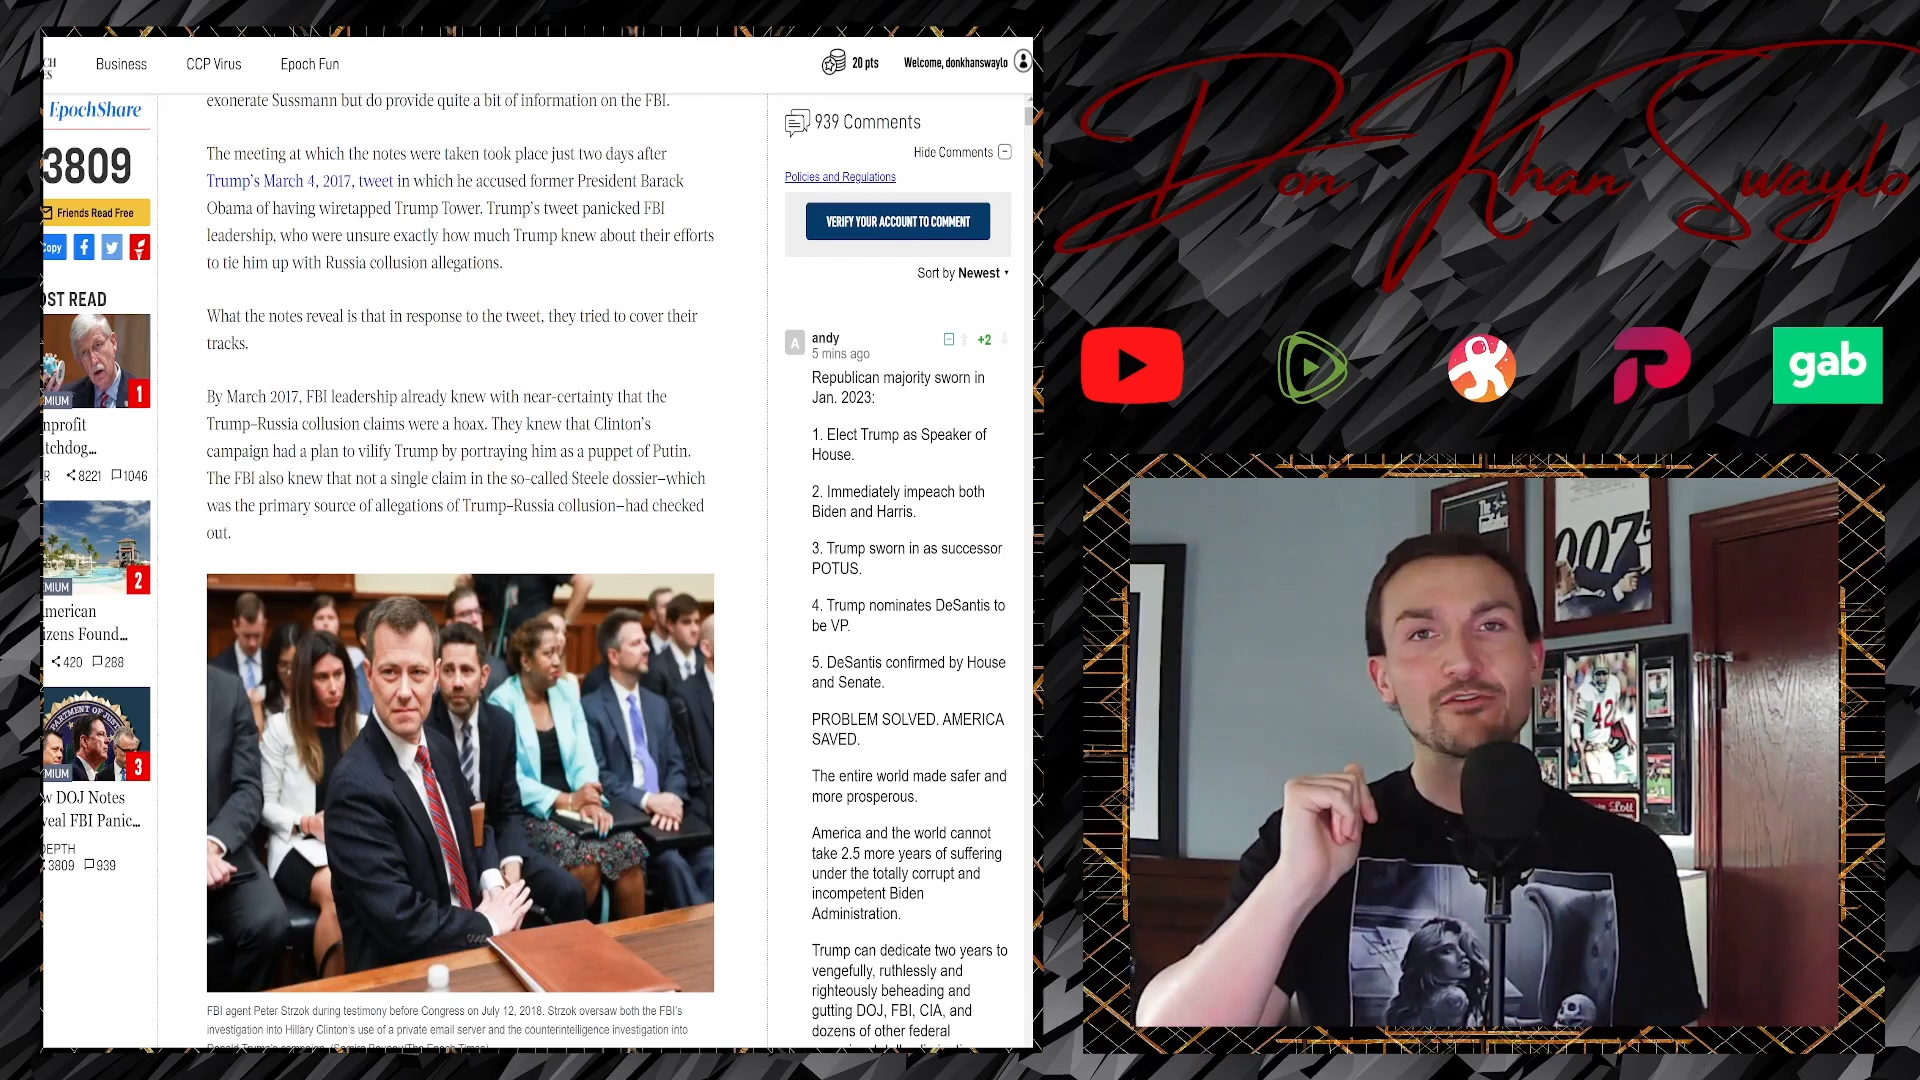 CH
ES
Business
CCP Virus
Epoch Fun
20 pts
Welcome, donkhanswaylo
EpochShare
3809
Friends Read Free
Copy
OST READ
MIUM
1
nprofit
tchdog...
R 8221 1046
MIUM
2
merican
izens Found...
420 288
PARTMENT OF JUST
MIUM
3
w DOJ Notes
veal FBI Panic...
DEPTH
3809 939
exonerate Sussmann but do provide quite a bit of information on the FBI.
The meeting at which the notes were taken took place just two days after
Trump's March 4, 2017, tweet in which he accused former President Barack
Obama of having wiretapped Trump Tower. Trump's tweet panicked FBI
leadership, who were unsure exactly how much Trump knew about their efforts
to tie him up with Russia collusion allegations.
What the notes reveal is that in response to the tweet, they tried to cover their
tracks.
By March 2017, FBI leadership already knew with near-certainty that the
Trump–Russia collusion claims were a hoax. They knew that Clinton's
campaign had a plan to vilify Trump by portraying him as a puppet of Putin.
The FBI also knew that not a single claim in the so-called Steele dossier–which
was the primary source of allegations of Trump–Russia collusion–had checked
out.
FBI agent Peter Strzok during testimony before Congress on July 12, 2018. Strzok oversaw both the FBI's
investigation into Hillary Clinton's use of a private email server and the counterintelligence investigation into
939 Comments
Hide Comments
Policies and Regulations
VERIFY YOUR ACCOUNT TO COMMENT
Sort by Newest
A
andy
+2
5 mins ago
Republican majority sworn in
Jan. 2023:
1. Elect Trump as Speaker of
House.
2. Immediately impeach both
Biden and Harris.
3. Trump sworn in as successor
POTUS.
4. Trump nominates DeSantis to
be VP.
5. DeSantis confirmed by House
and Senate.
PROBLEM SOLVED. AMERICA
SAVED.
The entire world made safer and
more prosperous.
America and the world cannot
take 2.5 more years of suffering
under the totally corrupt and
incompetent Biden
Administration.
Trump can dedicate two years to
vengefully, ruthlessly and
righteously beheading and
gutting DOJ, FBI, CIA, and
dozens of other federal
Don Khan Swaylo
gab
007
42